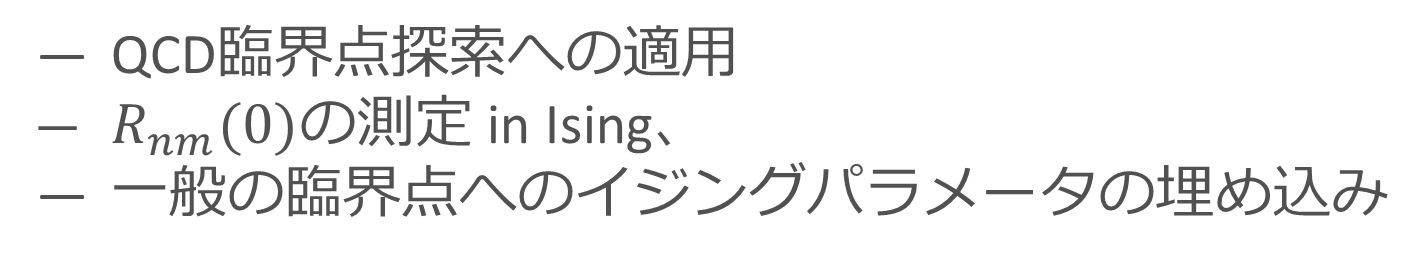 — QCD臨界点探索への適用
— R_{nm}(0)の測定 in Ising、
— 一般の臨界点へのイジングパラメータの埋め込み